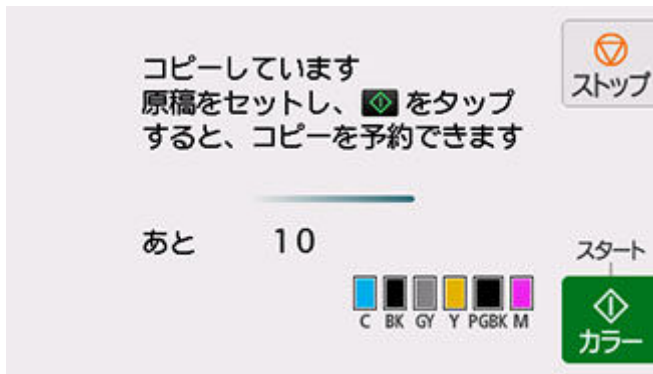 コピーしています
原稿をセットし、 をタップ
すると、コピーを予約できます
あと 10
C BK GY Y PGBK M
ストップ
スタート
カラー